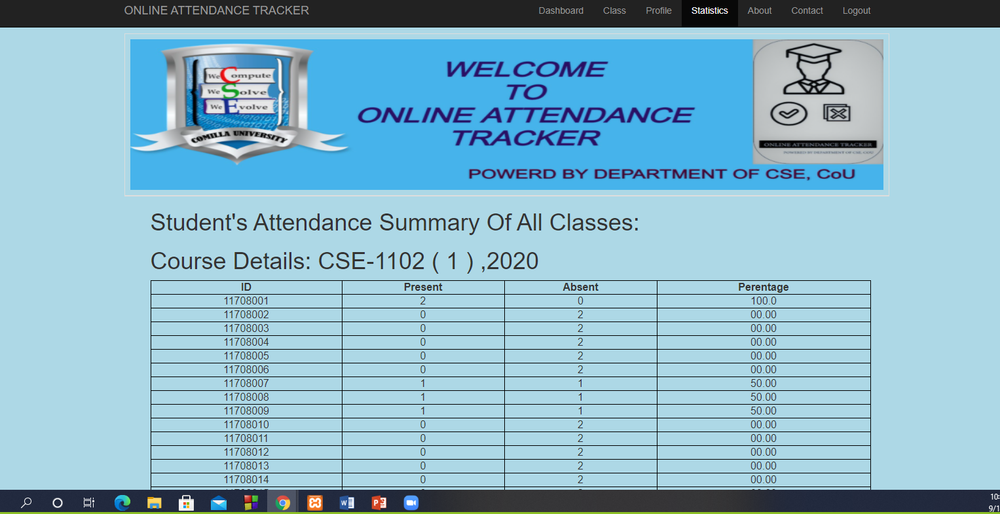 ONLINE ATTENDANCE TRACKER
Dashboard Class Profile Statistics About Contact Logout
We Compute
We Solve
We Evolve
COMILLA UNIVERSITY
WELCOME
TO
ONLINE ATTENDANCE
TRACKER
POWERD BY DEPARTMENT OF CSE, CoU
ONLINE ATTENDANCE TRACKER
POWERED BY DEPARTMENT OF CSE, COU
Student's Attendance Summary Of All Classes:
Course Details: CSE-1102 ( 1 ) ,2020
ID Present Absent Perentage
11708001 2 0 100.0
11708002 0 2 00.00
11708003 0 2 00.00
11708004 0 2 00.00
11708005 0 2 00.00
11708006 0 2 00.00
11708007 1 1 50.00
11708008 1 1 50.00
11708009 1 1 50.00
11708010 0 2 00.00
11708011 0 2 00.00
11708012 0 2 00.00
11708013 0 2 00.00
11708014 0 2 00.00
10:
9/1